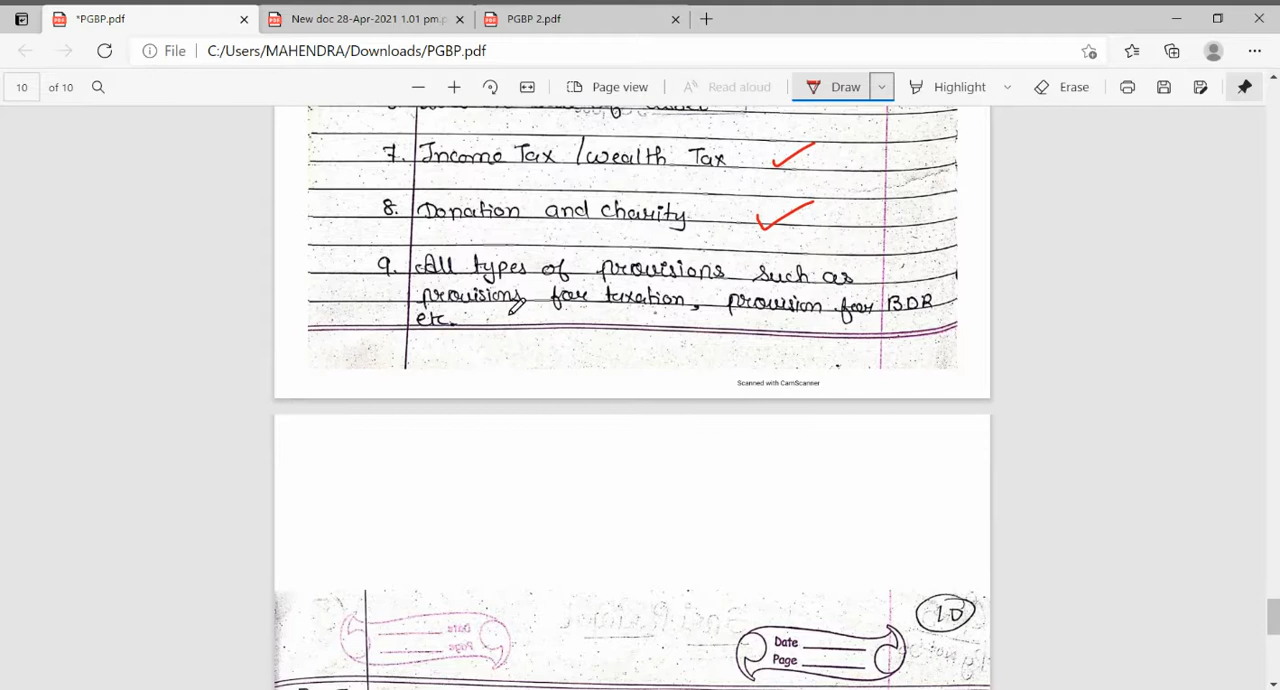 *PGBP.pdf
New doc 28-Apr-2021 1.01 pm.p
PGBP 2.pdf
File C:/Users/MAHENDRA/Downloads/PGBP.pdf
10 of 10 Page view Read aloud Draw Highlight Erase
7. Income Tax / wealth Tax
8. Donation and charity
9. All types of provisions such as
provisions for taxation, provision for BDR
etc.
Scanned with CamScanner
10
Date
Page
Date
Page